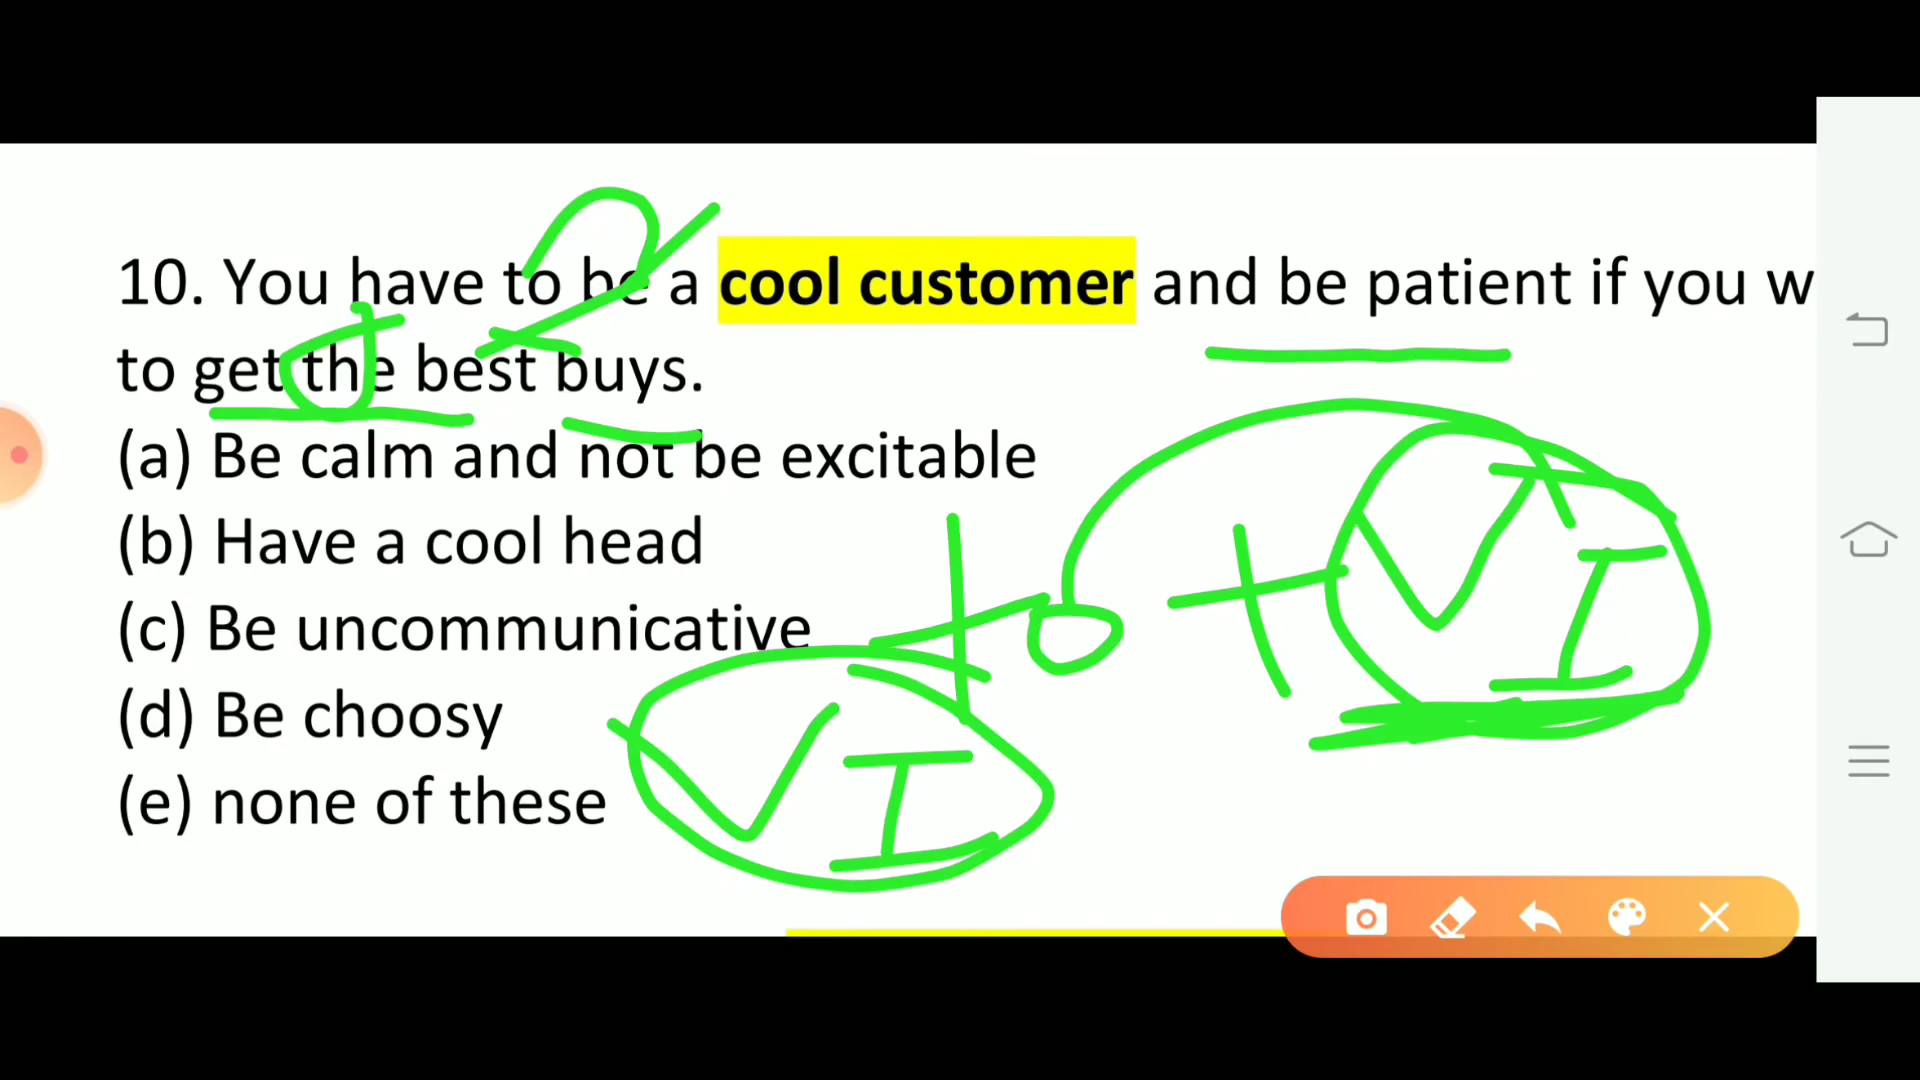 10. You have to be a cool customer and be patient if you w
to get the best buys.
(a) Be calm and not be excitable
(b) Have a cool head
(c) Be uncommunicative
(d) Be choosy
(e) none of these
VI + o + VI